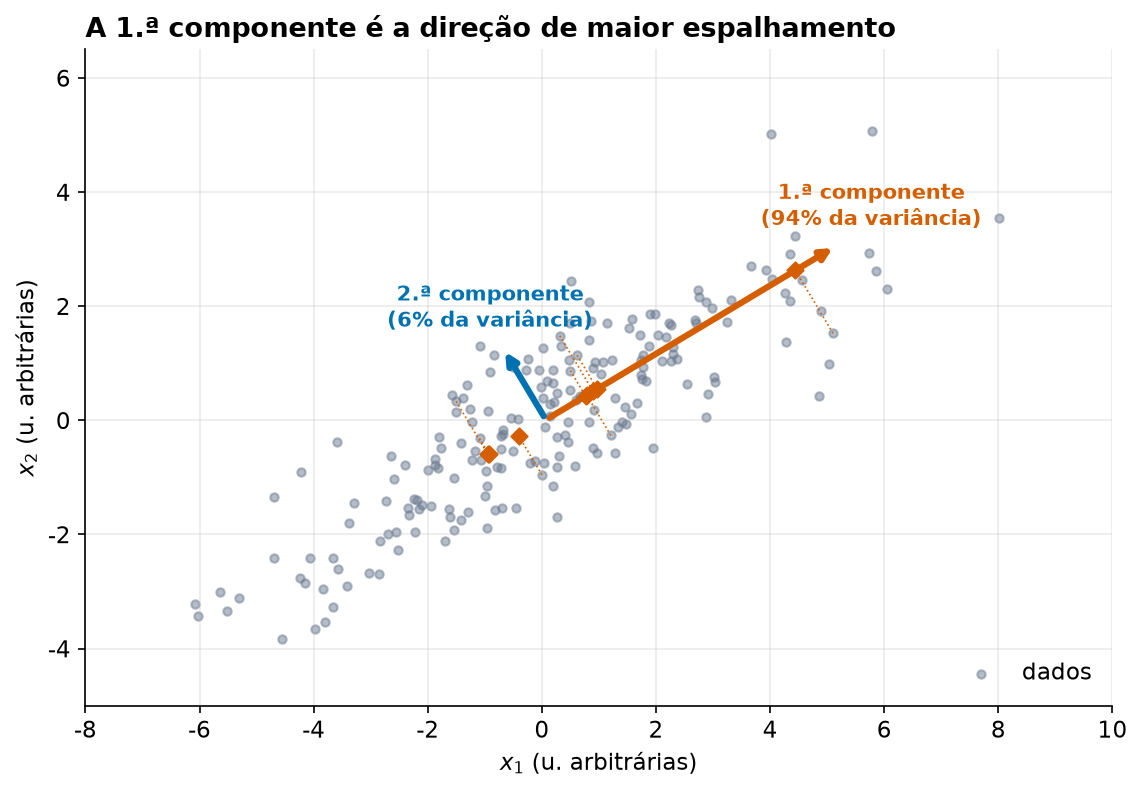 A 1.ª componente é a direção de maior espalhamento
6
4
2
0
-2
-4
x₂ (u. arbitrárias)
1.ª componente
(94% da variância)
2.ª componente
(6% da variância)
dados
-8 -6 -4 -2 0 2 4 6 8 10
x₁ (u. arbitrárias)